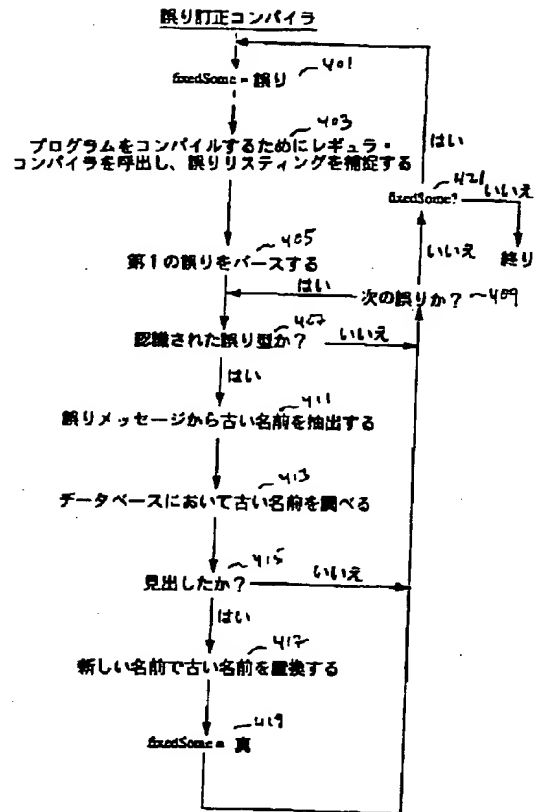 誤り訂正コンパイラ
fixedSome = 誤り
401
プログラムをコンパイルするためにレギュラ・
コンパイラを呼出し、誤りリスティングを補捉する
403
はい
fixedSome?
421
いいえ
終り
第1の誤りをパースする
405
いいえ
はい
次の誤りか?
~409
認識された誤り型か?
407
いいえ
はい
誤りメッセージから古い名前を抽出する
411
データベースにおいて古い名前を調べる
413
見出したか?
415
いいえ
はい
新しい名前で古い名前を置換する
417
fixedSome = 真
419